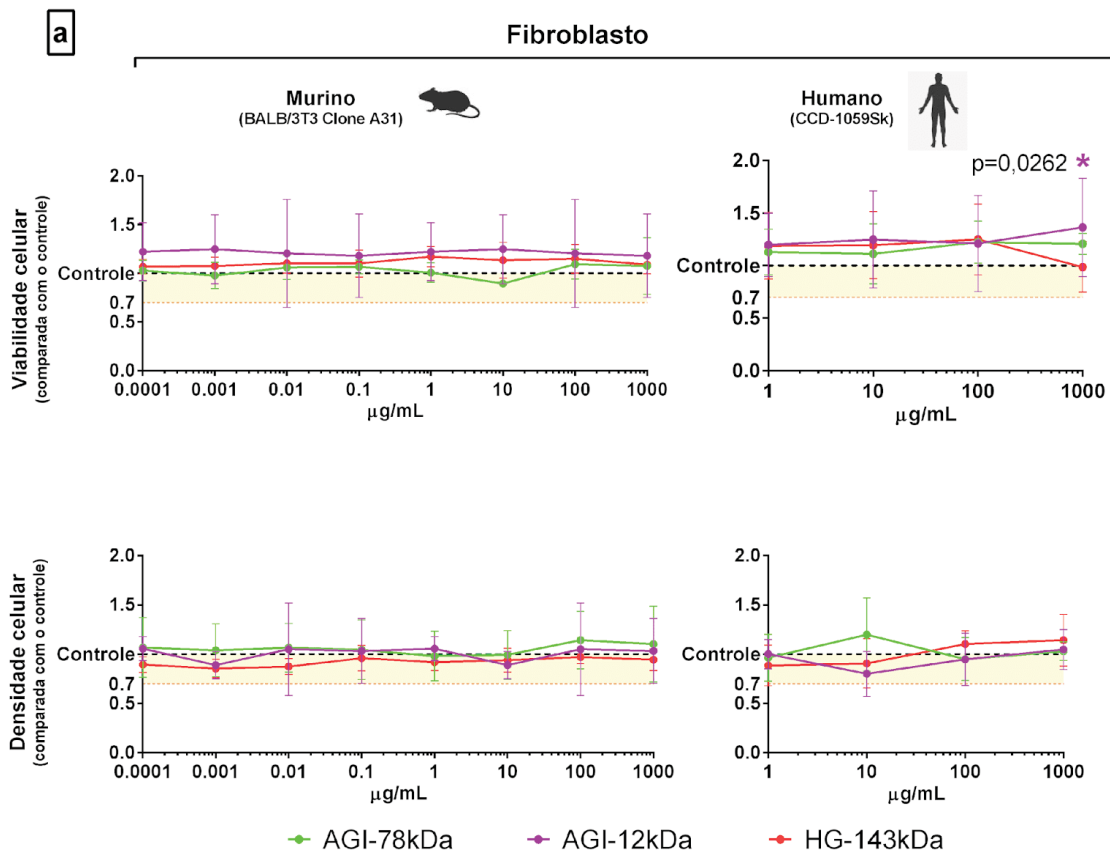 a
Fibroblasto
Murino
(BALB/3T3 Clone A31)
Humano
(CCD-1059Sk)
Viabilidade celular
(comparada com o controle)
2.0
1.5
Controle
0.7
0.5
0.0
0.0001 0.001 0.01 0.1 1 10 100 1000
μg/mL
p=0,0262 *
2.0
1.5
Controle
0.7
0.5
0.0
1 10 100 1000
μg/mL
Densidade celular
(comparada com o controle)
2.0
1.5
Controle
0.7
0.5
0.0
0.0001 0.001 0.01 0.1 1 10 100 1000
μg/mL
2.0
1.5
Controle
0.7
0.5
0.0
1 10 100 1000
μg/mL
AGI-78kDa AGI-12kDa HG-143kDa